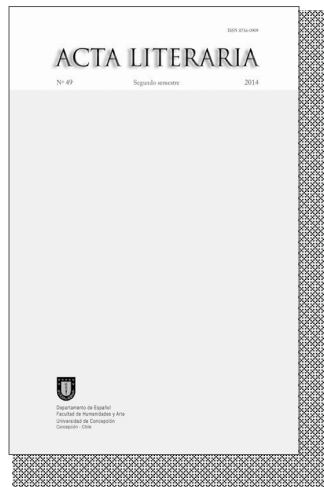 ISSN 0716-0909
ACTA LITERARIA
Nº 49 Segundo semestre 2014
Departamento de Español
Facultad de Humanidades y Arte
Universidad de Concepción
Concepción - Chile